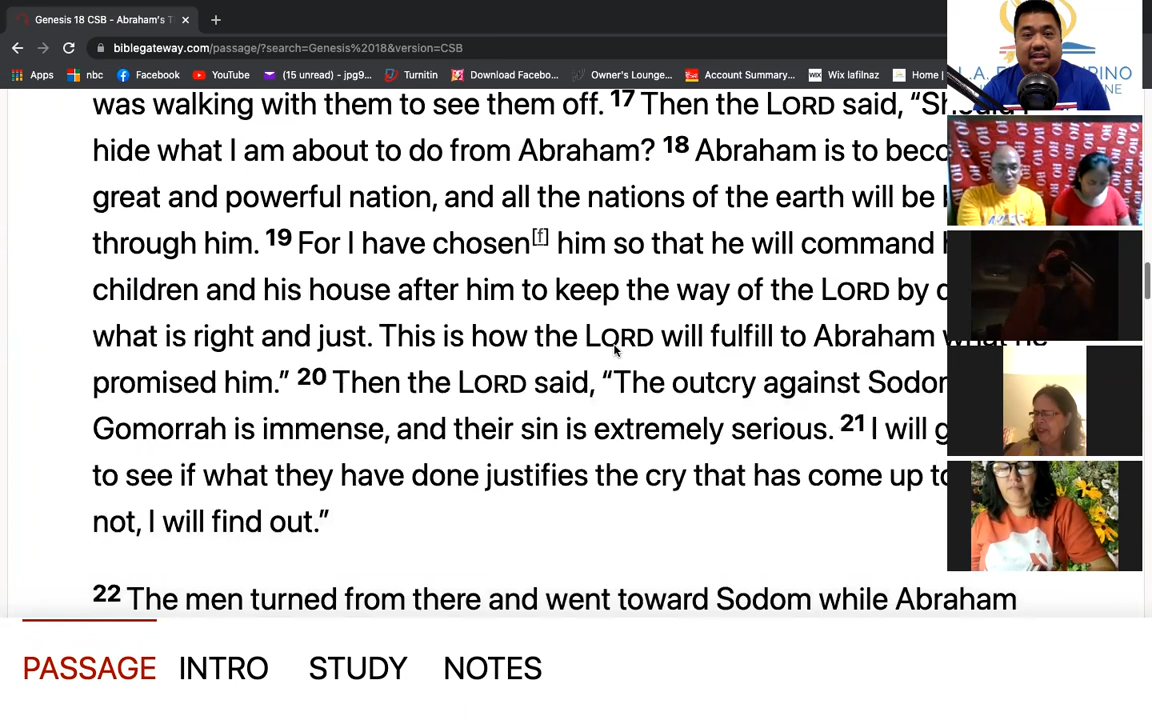 Genesis 18 CSB - Abraham's T
biblegateway.com/passage/?search=Genesis%2018&version=CSB
Apps nbc Facebook YouTube (15 unread) - jpg9... Turnitin Download Facebo... Owner's Lounge... Account Summary... Wix lafilnaz Home |
was walking with them to see them off. 17 Then the LORD said, “Should I
hide what I am about to do from Abraham? 18 Abraham is to beco
great and powerful nation, and all the nations of the earth will be b
through him. 19 For I have chosen[f] him so that he will command h
children and his house after him to keep the way of the LORD by d
what is right and just. This is how the LORD will fulfill to Abraham what he
promised him.” 20 Then the LORD said, “The outcry against Sodom
Gomorrah is immense, and their sin is extremely serious. 21 I will g
to see if what they have done justifies the cry that has come up to
not, I will find out.”
22 The men turned from there and went toward Sodom while Abraham
PASSAGE INTRO STUDY NOTES